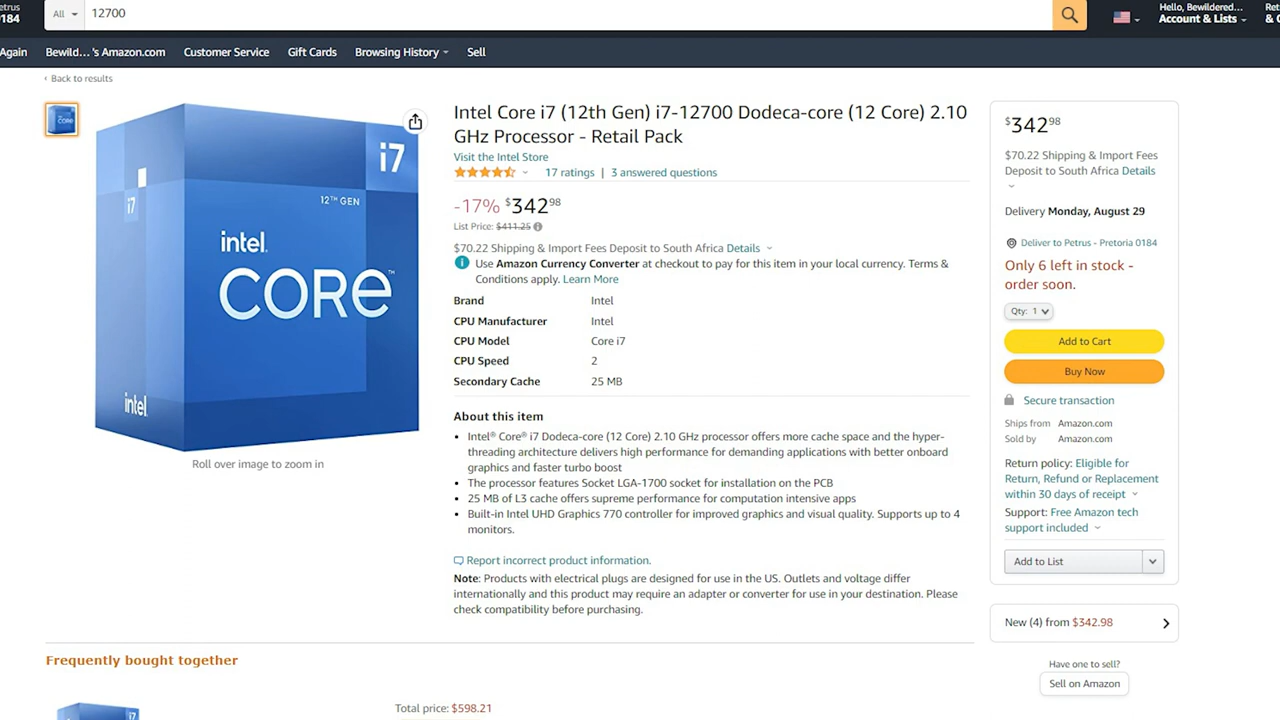 etrus
0184
All
12700
Hello, Bewildered...
Account & Lists
Ret
& O
Again
Bewild... 's Amazon.com
Customer Service
Gift Cards
Browsing History
Sell
‹ Back to results
i7
i7
12TH GEN
intel.
CORE™
intel
Roll over image to zoom in
Intel Core i7 (12th Gen) i7-12700 Dodeca-core (12 Core) 2.10
GHz Processor - Retail Pack
Visit the Intel Store
17 ratings | 3 answered questions
-17% $342 98
List Price: $411.25
$70.22 Shipping & Import Fees Deposit to South Africa Details
Use Amazon Currency Converter at checkout to pay for this item in your local currency. Terms &
Conditions apply. Learn More
Brand Intel
CPU Manufacturer Intel
CPU Model Core i7
CPU Speed 2
Secondary Cache 25 MB
About this item
• Intel® Core® i7 Dodeca-core (12 Core) 2.10 GHz processor offers more cache space and the hyper-
threading architecture delivers high performance for demanding applications with better onboard
graphics and faster turbo boost
• The processor features Socket LGA-1700 socket for installation on the PCB
• 25 MB of L3 cache offers supreme performance for computation intensive apps
• Built-in Intel UHD Graphics 770 controller for improved graphics and visual quality. Supports up to 4
monitors.
Report incorrect product information.
Note: Products with electrical plugs are designed for use in the US. Outlets and voltage differ
internationally and this product may require an adapter or converter for use in your destination. Please
check compatibility before purchasing.
$342 98
$70.22 Shipping & Import Fees
Deposit to South Africa Details
Delivery Monday, August 29
Deliver to Petrus - Pretoria 0184
Only 6 left in stock -
order soon.
Qty: 1
Add to Cart
Buy Now
Secure transaction
Ships from Amazon.com
Sold by Amazon.com
Return policy: Eligible for
Return, Refund or Replacement
within 30 days of receipt
Support: Free Amazon tech
support included
Add to List
New (4) from $342.98
Have one to sell?
Sell on Amazon
Frequently bought together
i7
Total price: $598.21